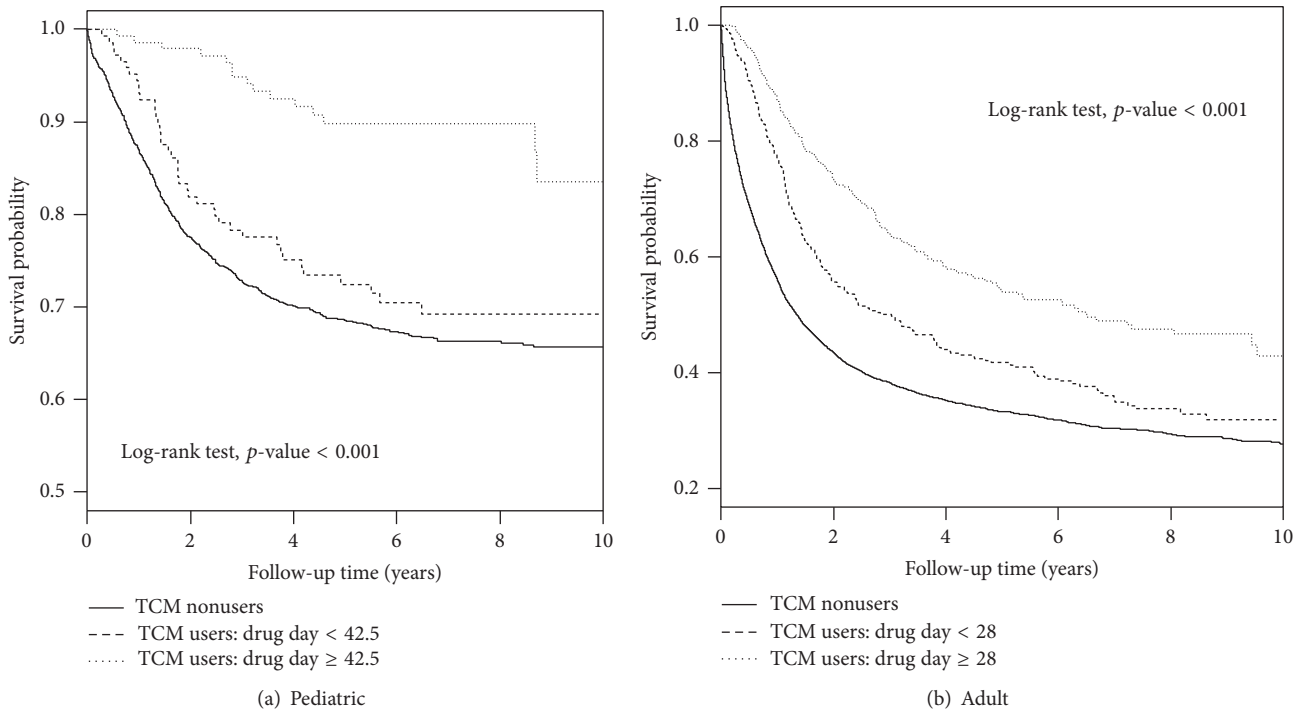 1.0
0.9
0.8
0.7
0.6
0.5
Survival probability
Log-rank test, p-value < 0.001
0 2 4 6 8 10
Follow-up time (years)
TCM nonusers
TCM users: drug day < 42.5
TCM users: drug day ≥ 42.5
(a) Pediatric
1.0
0.8
0.6
0.4
0.2
Survival probability
Log-rank test, p-value < 0.001
0 2 4 6 8 10
Follow-up time (years)
TCM nonusers
TCM users: drug day < 28
TCM users: drug day ≥ 28
(b) Adult